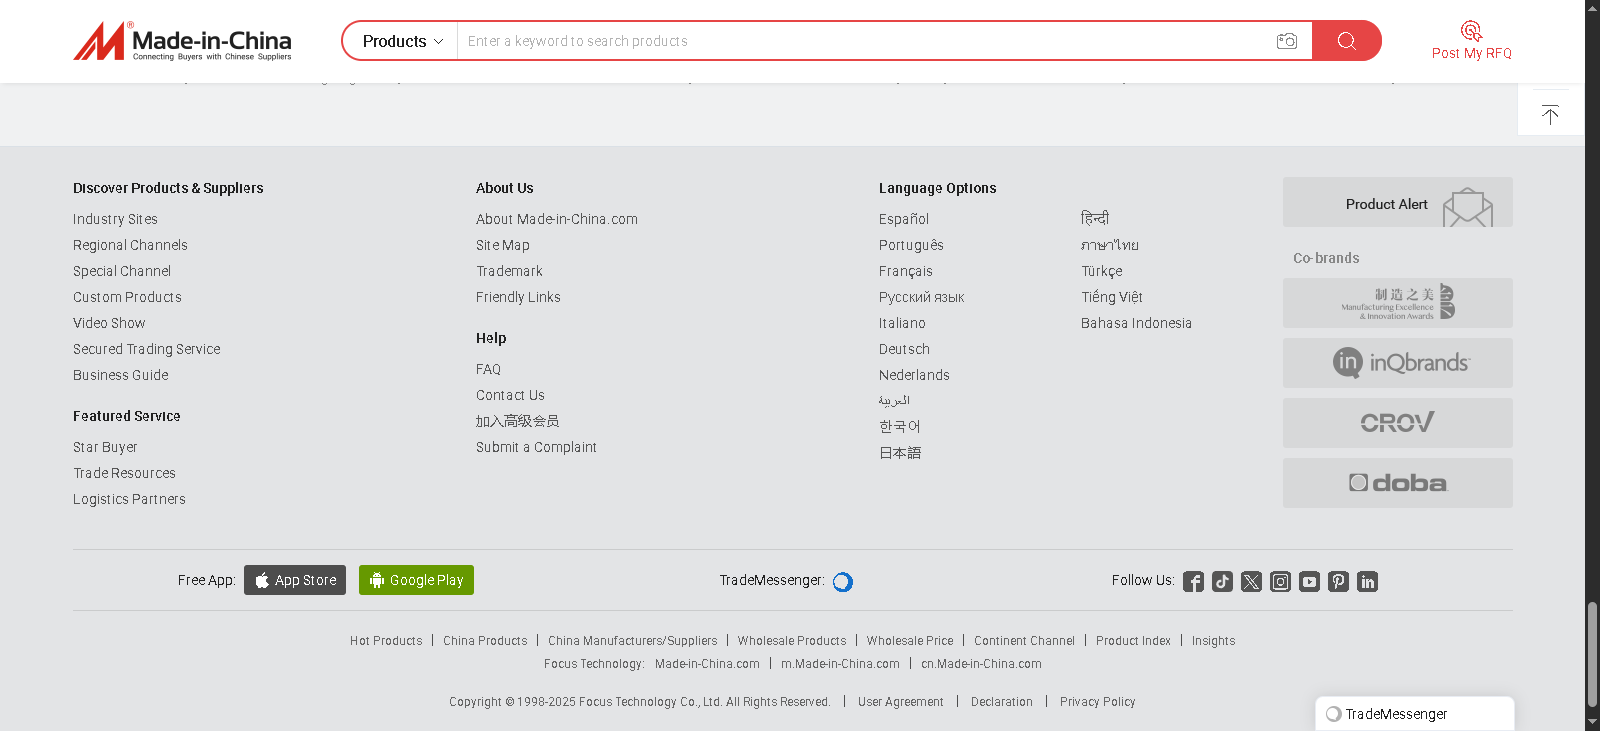 Made-in-China
Connecting Buyers with Chinese Suppliers
Products
Enter a keyword to search products
Post My RFQ
Discover Products & Suppliers
Industry Sites
Regional Channels
Special Channel
Custom Products
Video Show
Secured Trading Service
Business Guide
Featured Service
Star Buyer
Trade Resources
Logistics Partners
About Us
About Made-in-China.com
Site Map
Trademark
Friendly Links
Help
FAQ
Contact Us
加入高级会员
Submit a Complaint
Language Options
Español
Português
Français
Русский язык
Italiano
Deutsch
Nederlands
العربية
한국어
日本語
हिन्दी
ภาษาไทย
Türkçe
Tiếng Việt
Bahasa Indonesia
Product Alert
Co-brands
制造之美
Manufacturing Excellence
& Innovation Awards
in inQbrands
CROV
doba
Free App: App Store Google Play
TradeMessenger:
Follow Us:
Hot Products | China Products | China Manufacturers/Suppliers | Wholesale Products | Wholesale Price | Continent Channel | Product Index | Insights
Focus Technology: Made-in-China.com | m.Made-in-China.com | cn.Made-in-China.com
Copyright © 1998-2025 Focus Technology Co., Ltd. All Rights Reserved. | User Agreement | Declaration | Privacy Policy
TradeMessenger